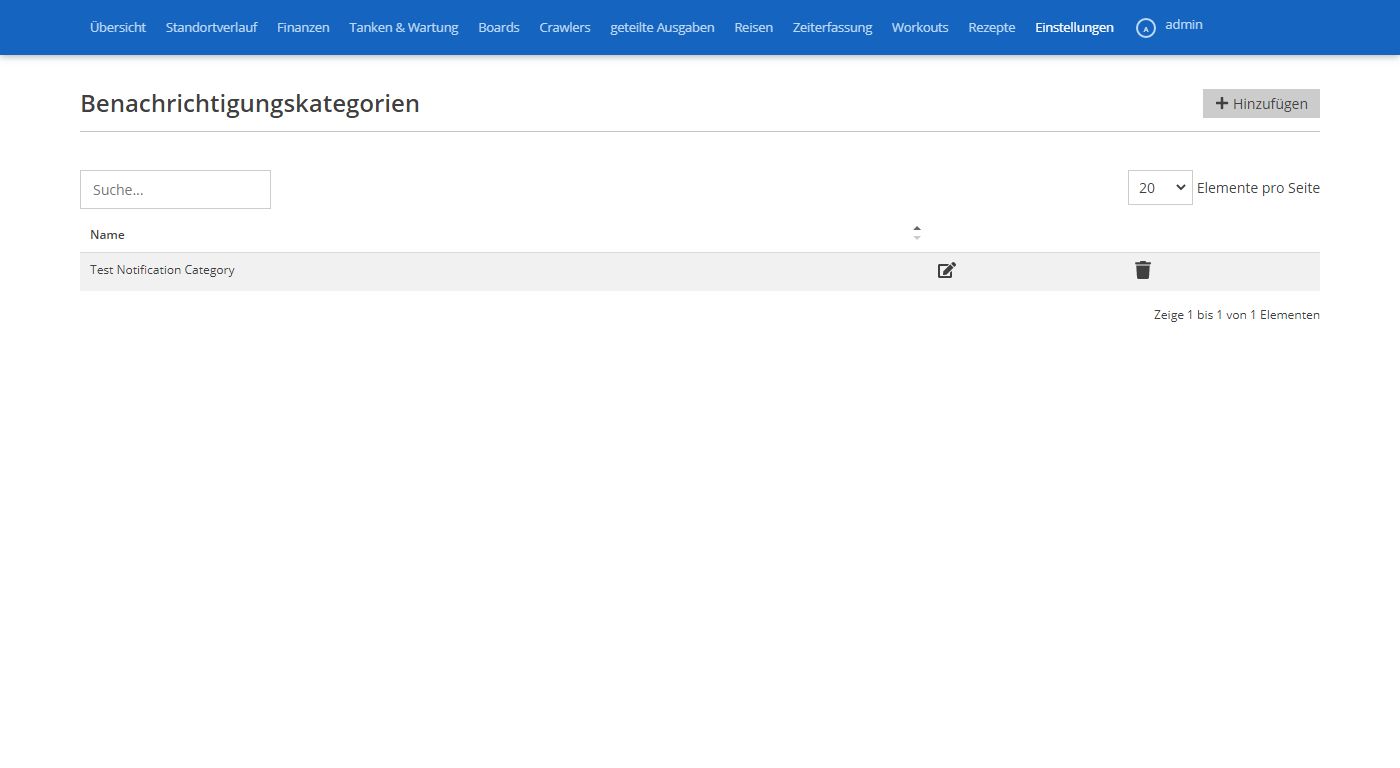 Übersicht Standortverlauf Finanzen Tanken & Wartung Boards Crawlers geteilte Ausgaben Reisen Zeiterfassung Workouts Rezepte Einstellungen A admin
Benachrichtigungskategorien Hinzufügen
Suche... 20 Elemente pro Seite
Name
Test Notification Category
Zeige 1 bis 1 von 1 Elementen